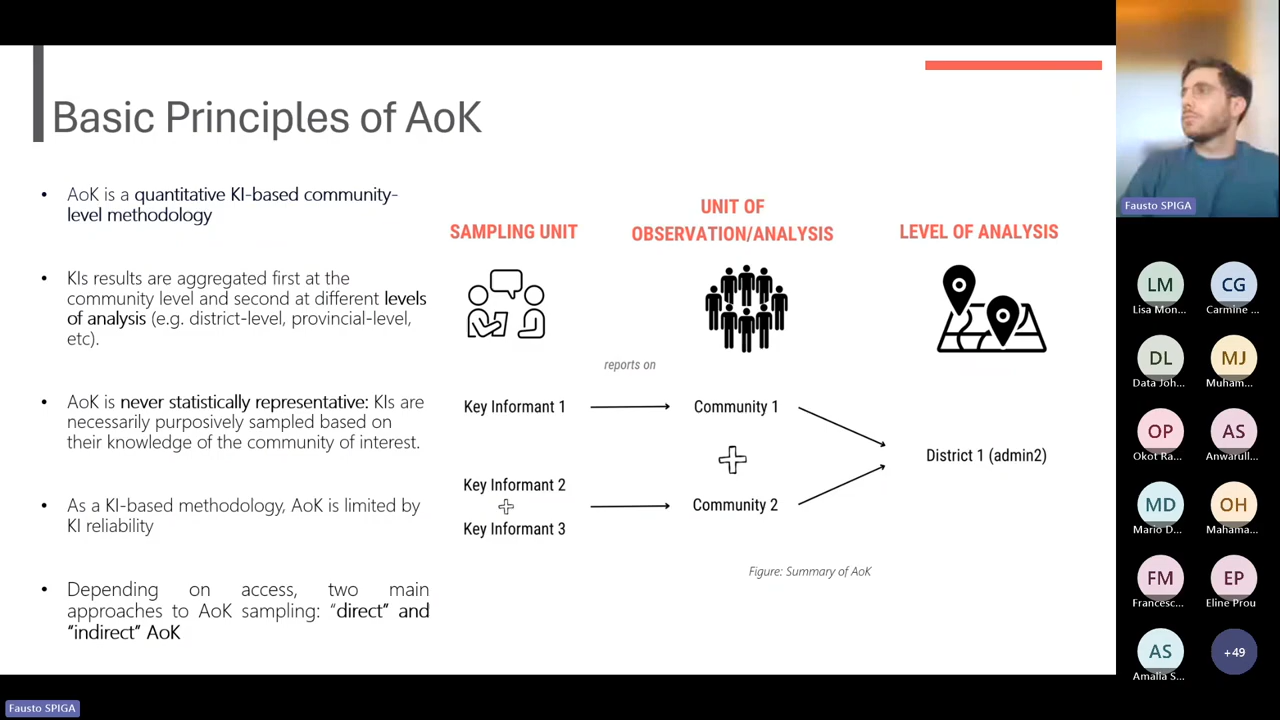 Basic Principles of AoK
• AoK is a quantitative KI-based community-
level methodology
• KIs results are aggregated first at the
community level and second at different levels
of analysis (e.g. district-level, provincial-level,
etc).
• AoK is never statistically representative: KIs are
necessarily purposively sampled based on
their knowledge of the community of interest.
• As a KI-based methodology, AoK is limited by
KI reliability
• Depending on access, two main
approaches to AoK sampling: “direct” and
“indirect” AoK
SAMPLING UNIT
UNIT OF
OBSERVATION/ANALYSIS
LEVEL OF ANALYSIS
reports on
Key Informant 1
Community 1
District 1 (admin2)
Key Informant 2
Key Informant 3
Community 2
Figure: Summary of AoK
Fausto SPIGA
LM
Lisa Mon...
CG
Carmine ...
DL
Data Joh...
MJ
Muham...
OP
Okot Ra...
AS
Anwarull...
MD
Mario D...
OH
Mahama...
FM
Francesc...
EP
Eline Prou
AS
Amalia S...
+49
Fausto SPIGA